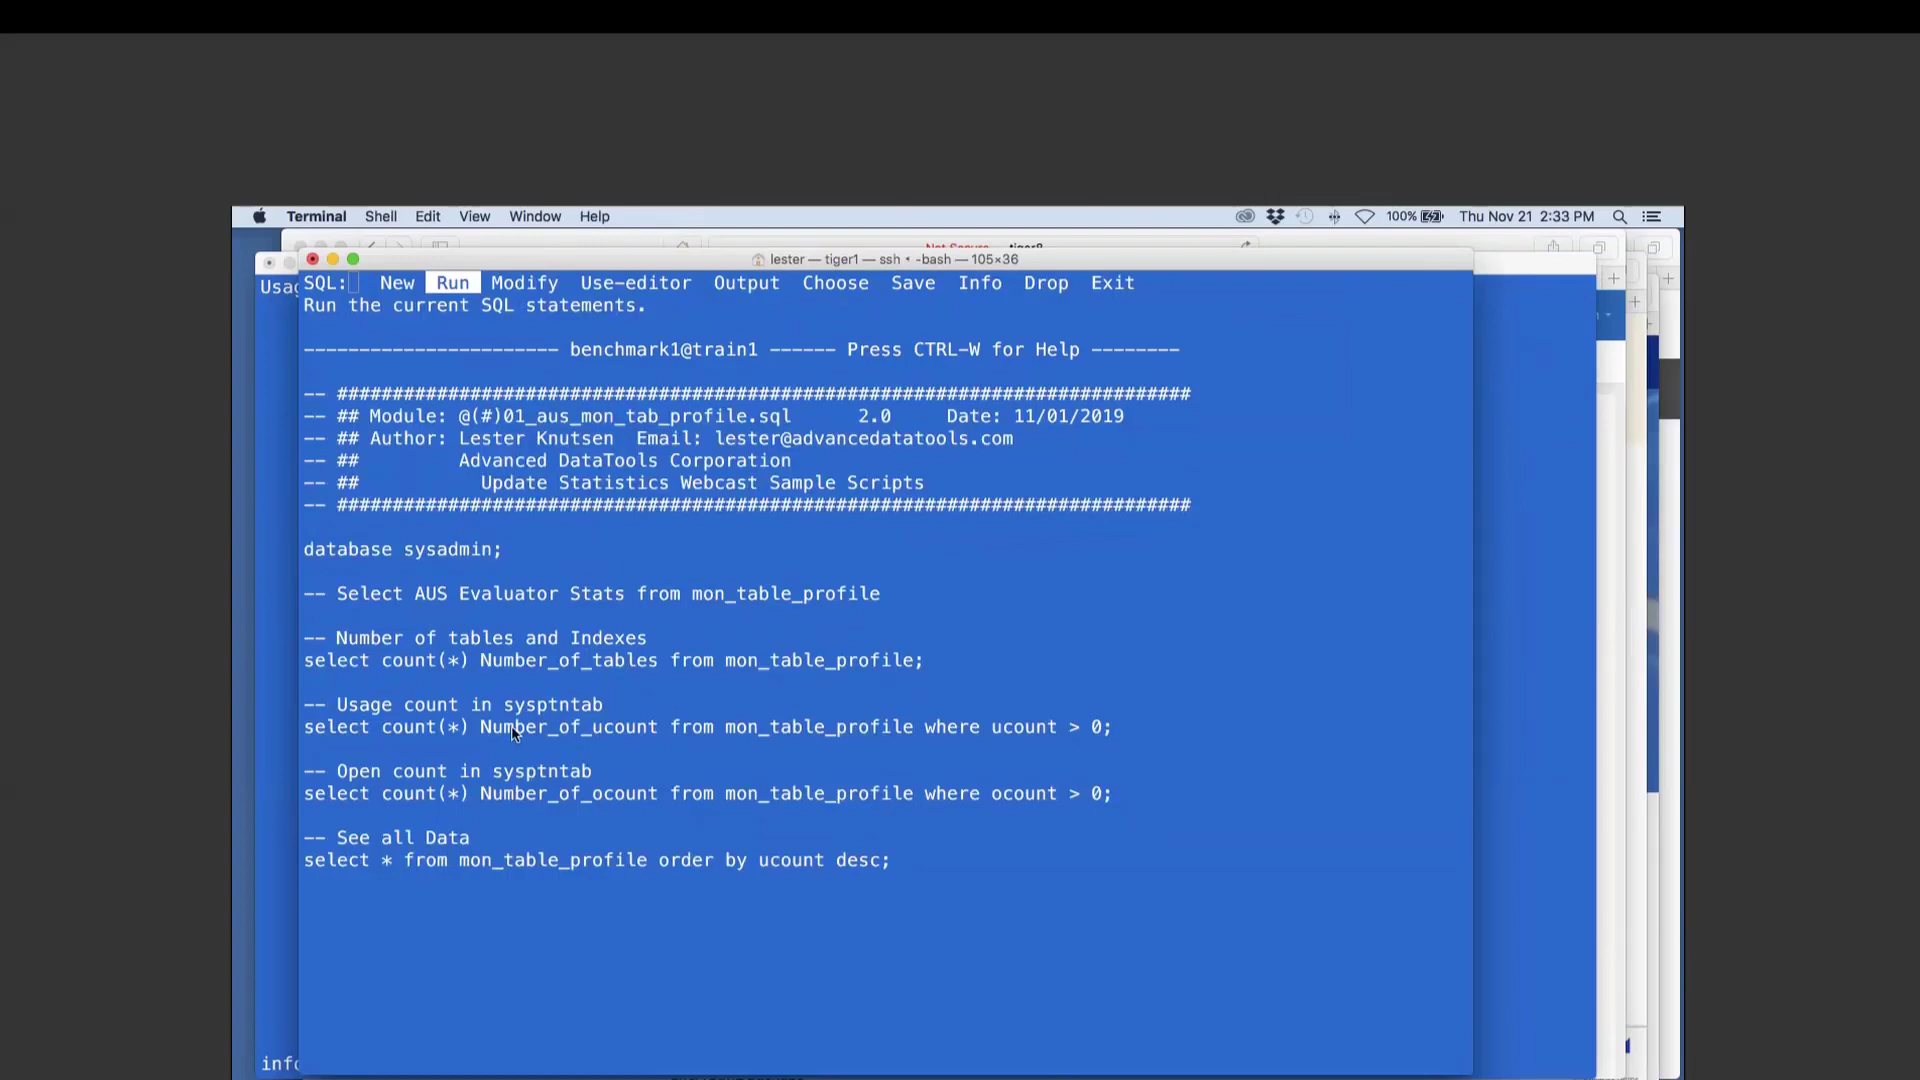 Terminal Shell Edit View Window Help 100% Thu Nov 21 2:33 PM
lester — tiger1 — ssh • -bash — 105×36
SQL: New Run Modify Use-editor Output Choose Save Info Drop Exit
Run the current SQL statements.
----------------------- benchmark1@train1 ------ Press CTRL-W for Help --------
-- #############################################################################
-- ## Module: @(#)01_aus_mon_tab_profile.sql 2.0 Date: 11/01/2019
-- ## Author: Lester Knutsen Email: lester@advancedatatools.com
-- ## Advanced DataTools Corporation
-- ## Update Statistics Webcast Sample Scripts
-- #############################################################################
database sysadmin;
-- Select AUS Evaluator Stats from mon_table_profile
-- Number of tables and Indexes
select count(*) Number_of_tables from mon_table_profile;
-- Usage count in sysptntab
select count(*) Number_of_ucount from mon_table_profile where ucount > 0;
-- Open count in sysptntab
select count(*) Number_of_ocount from mon_table_profile where ocount > 0;
-- See all Data
select * from mon_table_profile order by ucount desc;